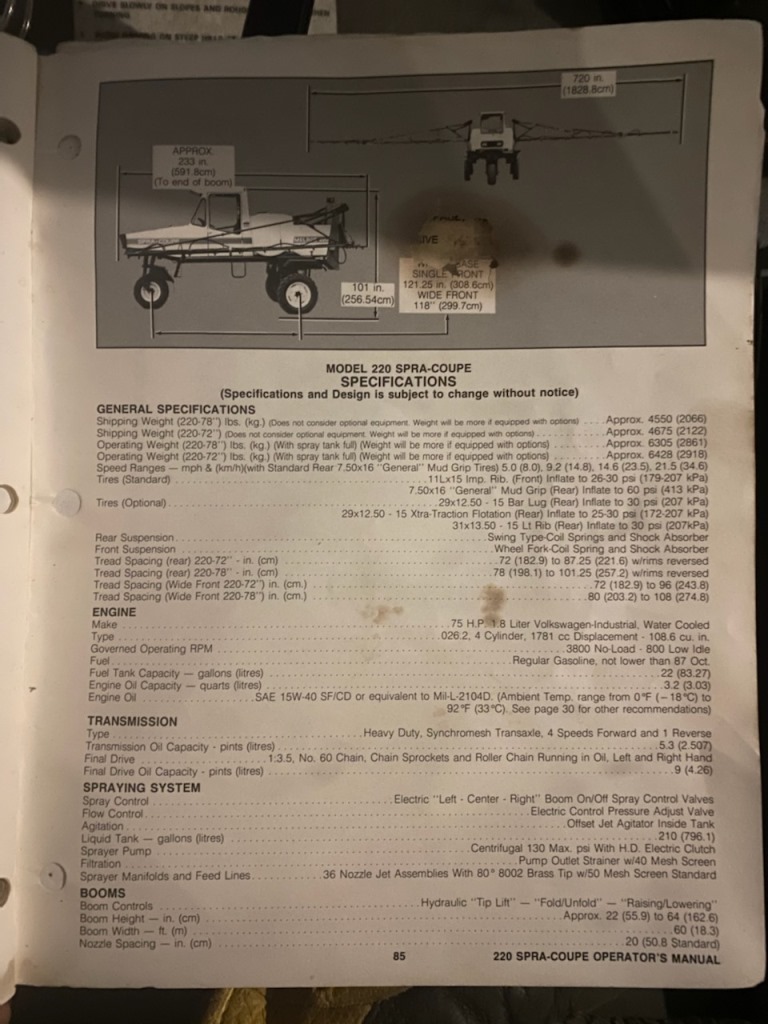 DRIVE SLOWLY ON SLOPES AND
ON STEEP
720 in.
(1828.8cm)
APPROX.
233 in.
(591.8cm)
(To end of boom)
SPRA-COUPE
101 in.
(256.54cm)
SINGLE FRONT
121.25 in. (308.6cm)
WIDE FRONT
118" (299.7cm)
MODEL 220 SPRA-COUPE
SPECIFICATIONS
(Specifications and Design is subject to change without notice)
GENERAL SPECIFICATIONS
Shipping Weight (220-78") lbs. (kg.) (Does not consider optional equipment. Weight will be more if equipped with options) ....Approx. 4550 (2066)
Shipping Weight (220-72") (Does not consider optional equipment. Weight will be more if equipped with options)....Approx. 4675 (2122)
Operating Weight (220-78") lbs. (kg.) (With spray tank full) (Weight will be more if equipped with options) ....Approx. 6305 (2861)
Operating Weight (220-72") lbs. (kg.) (With spray tank full) (Weight will be more if equipped with options) ....Approx. 6428 (2918)
Speed Ranges — mph & (km/h)(with Standard Rear 7.50x16 "General" Mud Grip Tires) 5.0 (8.0), 9.2 (14.8), 14.6 (23.5), 21.5 (34.6)
Tires (Standard) ....11Lx15 Imp. Rib. (Front) Inflate to 26-30 psi (179-207 kPa)
7.50x16 "General" Mud Grip (Rear) Inflate to 60 psi (413 kPa)
Tires (Optional) ....29x12.50 - 15 Bar Lug (Rear) Inflate to 30 psi (207 kPa)
29x12.50 - 15 Xtra-Traction Flotation (Rear) Inflate to 25-30 psi (172-207 kPa)
31x13.50 - 15 Lt Rib (Rear) Inflate to 30 psi (207kPa)
Rear Suspension....Swing Type-Coil Springs and Shock Absorber
Front Suspension....Wheel Fork-Coil Spring and Shock Absorber
Tread Spacing (rear) 220-72" - in. (cm) ....72 (182.9) to 87.25 (221.6) w/rims reversed
Tread Spacing (rear) 220-78" - in. (cm) ....78 (198.1) to 101.25 (257.2) w/rims reversed
Tread Spacing (Wide Front 220-72") in. (cm.) ....72 (182.9) to 96 (243.8)
Tread Spacing (Wide Front 220-78") in. (cm.) ....80 (203.2) to 108 (274.8)
ENGINE
Make ....75 H.P. 1.8 Liter Volkswagen-Industrial, Water Cooled
Type ....026.2, 4 Cylinder, 1781 cc Displacement - 108.6 cu. in.
Governed Operating RPM ....3800 No-Load - 800 Low Idle
Fuel....Regular Gasoline, not lower than 87 Oct.
Fuel Tank Capacity — gallons (litres) ....22 (83.27)
Engine Oil Capacity — quarts (litres) ....3.2 (3.03)
Engine Oil ....SAE 15W-40 SF/CD or equivalent to Mil-L-2104D. (Ambient Temp. range from 0°F (−18°C) to
92°F (33°C). See page 30 for other recommendations)
TRANSMISSION
Type ....Heavy Duty, Synchromesh Transaxle, 4 Speeds Forward and 1 Reverse
Transmission Oil Capacity - pints (litres) ....5.3 (2.507)
Final Drive ....1:3.5, No. 60 Chain, Chain Sprockets and Roller Chain Running in Oil, Left and Right Hand
Final Drive Oil Capacity - pints (litres) ....9 (4.26)
SPRAYING SYSTEM
Spray Control ....Electric "Left - Center - Right" Boom On/Off Spray Control Valves
Flow Control....Electric Control Pressure Adjust Valve
Agitation....Offset Jet Agitator Inside Tank
Liquid Tank — gallons (litres) ....210 (796.1)
Sprayer Pump ....Centrifugal 130 Max. psi With H.D. Electric Clutch
Filtration....Pump Outlet Strainer w/40 Mesh Screen
Sprayer Manifolds and Feed Lines....36 Nozzle Jet Assemblies With 80° 8002 Brass Tip w/50 Mesh Screen Standard
BOOMS
Boom Controls ....Hydraulic "Tip Lift" — "Fold/Unfold" — "Raising/Lowering"
Boom Height — in. (cm) ....Approx. 22 (55.9) to 64 (162.6)
Boom Width — ft. (m) ....60 (18.3)
Nozzle Spacing — in. (cm) ....20 (50.8 Standard)
85 220 SPRA-COUPE OPERATOR'S MANUAL